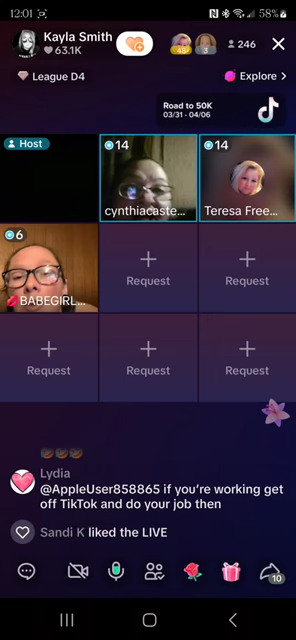 12:01
58%
Kayla Smith
63.1K
3
246
League D4
Explore >
Road to 50K
03/31 - 04/06
Host
14
cynthiacaste...
14
Teresa Free...
6
BABEGIRL...
Request
Request
Request
Request
Request
Lydia
@AppleUser858865 if you're working get
off TikTok and do your job then
Sandi K liked the LIVE
10